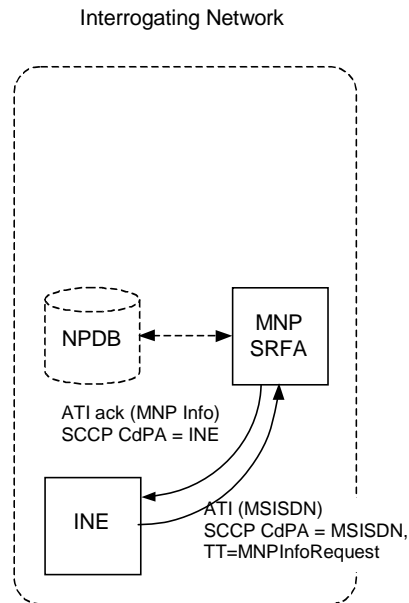 Interrogating Network
NPDB
MNP
SRFA
ATI ack (MNP Info)
SCCP CdPA = INE
INE
ATI (MSISDN)
SCCP CdPA = MSISDN,
TT=MNPInfoRequest